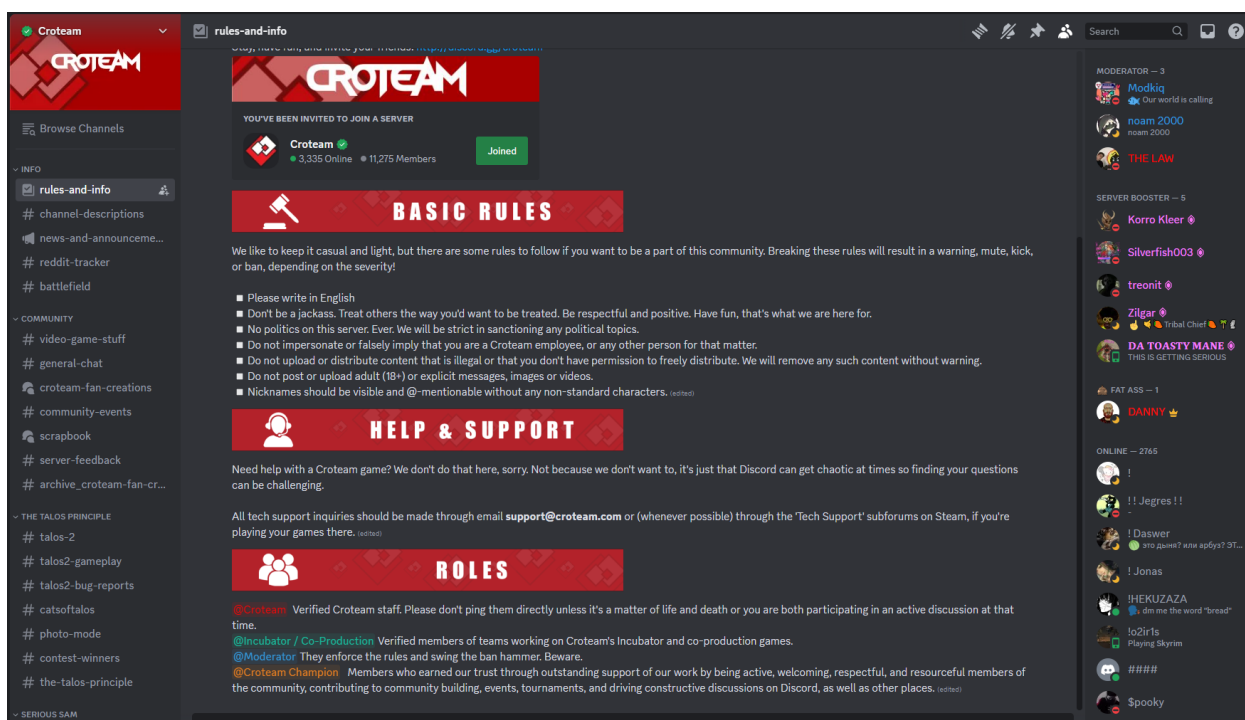 Croteam
CROTEAM
Browse Channels
INFO
rules-and-info
channel-descriptions
news-and-announceme...
reddit-tracker
battlefield
COMMUNITY
video-game-stuff
general-chat
croteam-fan-creations
community-events
scrapbook
server-feedback
archive_croteam-fan-cr...
THE TALOS PRINCIPLE
talos-2
talos2-gameplay
talos2-bug-reports
catsoftalos
photo-mode
contest-winners
the-talos-principle
SERIOUS SAM
rules-and-info
Search
Stay, have fun, and invite your friends: http://discord.gg/croteam
CROTEAM
YOU'VE BEEN INVITED TO JOIN A SERVER
Croteam
3,335 Online 11,275 Members
Joined
BASIC RULES
We like to keep it casual and light, but there are some rules to follow if you want to be a part of this community. Breaking these rules will result in a warning, mute, kick,
or ban, depending on the severity!
Please write in English
Don't be a jackass. Treat others the way you'd want to be treated. Be respectful and positive. Have fun, that's what we are here for.
No politics on this server. Ever. We will be strict in sanctioning any political topics.
Do not impersonate or falsely imply that you are a Croteam employee, or any other person for that matter.
Do not upload or distribute content that is illegal or that you don't have permission to freely distribute. We will remove any such content without warning.
Do not post or upload adult (18+) or explicit messages, images or videos.
Nicknames should be visible and @-mentionable without any non-standard characters. (edited)
HELP & SUPPORT
Need help with a Croteam game? We don't do that here, sorry. Not because we don't want to, it's just that Discord can get chaotic at times so finding your questions
can be challenging.
All tech support inquiries should be made through email support@croteam.com or (whenever possible) through the 'Tech Support' subforums on Steam, if you're
playing your games there. (edited)
ROLES
@Croteam Verified Croteam staff. Please don't ping them directly unless it's a matter of life and death or you are both participating in an active discussion at that
time.
@Incubator / Co-Production Verified members of teams working on Croteam's Incubator and co-production games.
@Moderator They enforce the rules and swing the ban hammer. Beware.
@Croteam Champion Members who earned our trust through outstanding support of our work by being active, welcoming, respectful, and resourceful members of
the community, contributing to community building, events, tournaments, and driving constructive discussions on Discord, as well as other places. (edited)
MODERATOR — 3
Modkiq
Our world is calling
noam 2000
noam 2000
THE LAW
SERVER BOOSTER — 5
Korro Kleer
Silverfish003
treonit
Zilgar
Tribal Chief
DA TOASTY MANE
THIS IS GETTING SERIOUS
FAT ASS — 1
DANNY
ONLINE — 2765
!
! ! Jegres ! !
-
! Daswer
это дыня? или арбуз? ЭТ...
! Jonas
!HEKUZAZA
, dm me the word "bread"
!o2ir1s
Playing Skyrim
####
$pooky